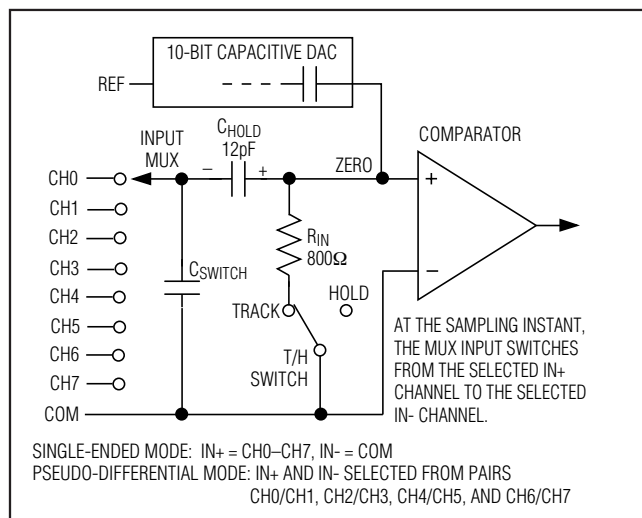 10-BIT CAPACITIVE DAC
REF
INPUT
MUX
CHOLD
12pF
– +
ZERO
COMPARATOR
+
–
CH0
CH1
CH2
CH3
CH4
CH5
CH6
CH7
COM
CSWITCH
RIN
800Ω
TRACK
HOLD
T/H
SWITCH
AT THE SAMPLING INSTANT,
THE MUX INPUT SWITCHES
FROM THE SELECTED IN+
CHANNEL TO THE SELECTED
IN- CHANNEL.
SINGLE-ENDED MODE: IN+ = CH0–CH7, IN- = COM
PSEUDO-DIFFERENTIAL MODE: IN+ AND IN- SELECTED FROM PAIRS
CH0/CH1, CH2/CH3, CH4/CH5, AND CH6/CH7